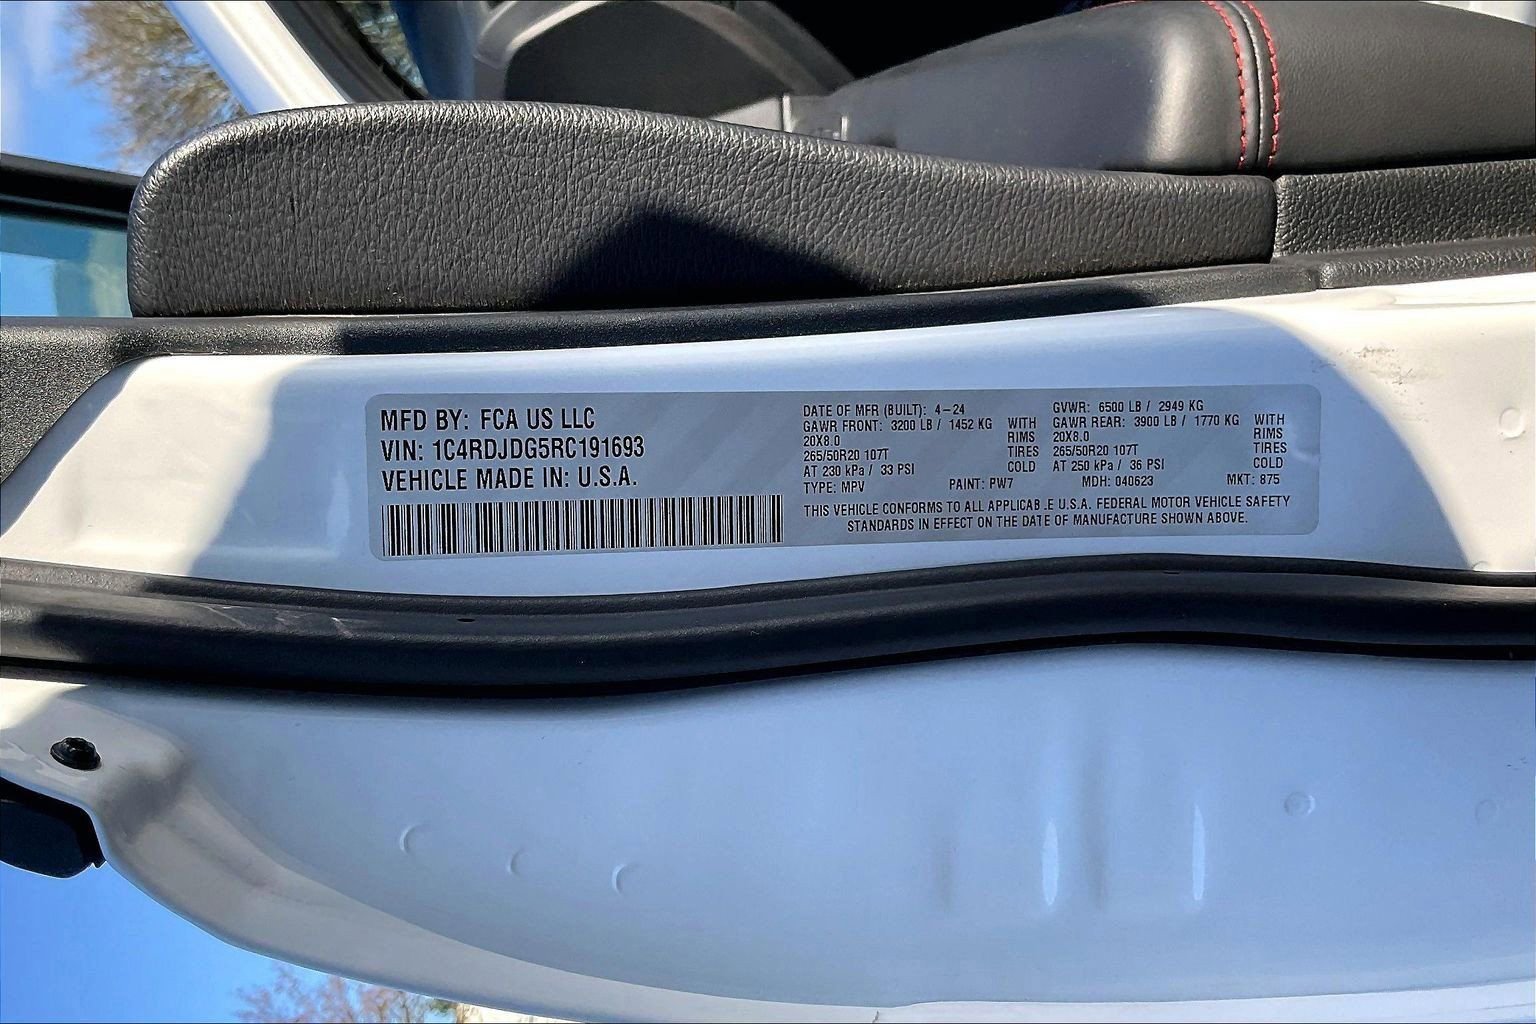 MFD BY: FCA US LLC
VIN: 1C4RDJDG5RC191693
VEHICLE MADE IN: U.S.A.
DATE OF MFR (BUILT): 4-24
GAWR FRONT: 3200 LB / 1452 KG WITH
20X8.0 RIMS
265/50R20 107T TIRES
AT 230 kPa / 33 PSI COLD
GVWR: 6500 LB / 2949 KG
GAWR REAR: 3900 LB / 1770 KG WITH
20X8.0 RIMS
265/50R20 107T TIRES
AT 250 kPa / 36 PSI COLD
TYPE: MPV PAINT: PW7 MDH: 040623 MKT: 875
THIS VEHICLE CONFORMS TO ALL APPLICAB.E U.S.A. FEDERAL MOTOR VEHICLE SAFETY
STANDARDS IN EFFECT ON THE DATE OF MANUFACTURE SHOWN ABOVE.